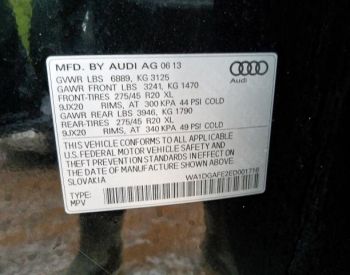 MFD. BY AUDI AG 06 13
GVWR LBS 6889, KG 3125
GAWR FRONT LBS 3241, KG 1470
FRONT-TIRES 275/45 R20 XL
9JX20 RIMS, AT 300 KPA 44 PSI COLD
GAWR REAR LBS 3946, KG 1790
REAR-TIRES 275/45 R20 XL
9JX20 RIMS, AT 340 KPA 49 PSI COLD
THIS VEHICLE CONFORMS TO ALL APPLICABLE
U.S. FEDERAL MOTOR VEHICLE SAFETY AND
THEFT PREVENTION STANDARDS IN EFFECT ON
THE DATE OF MANUFACTURE SHOWN ABOVE.
SLOVAKIA
WA1DGAFE2ED001716
TYPE:
MPV
Audi